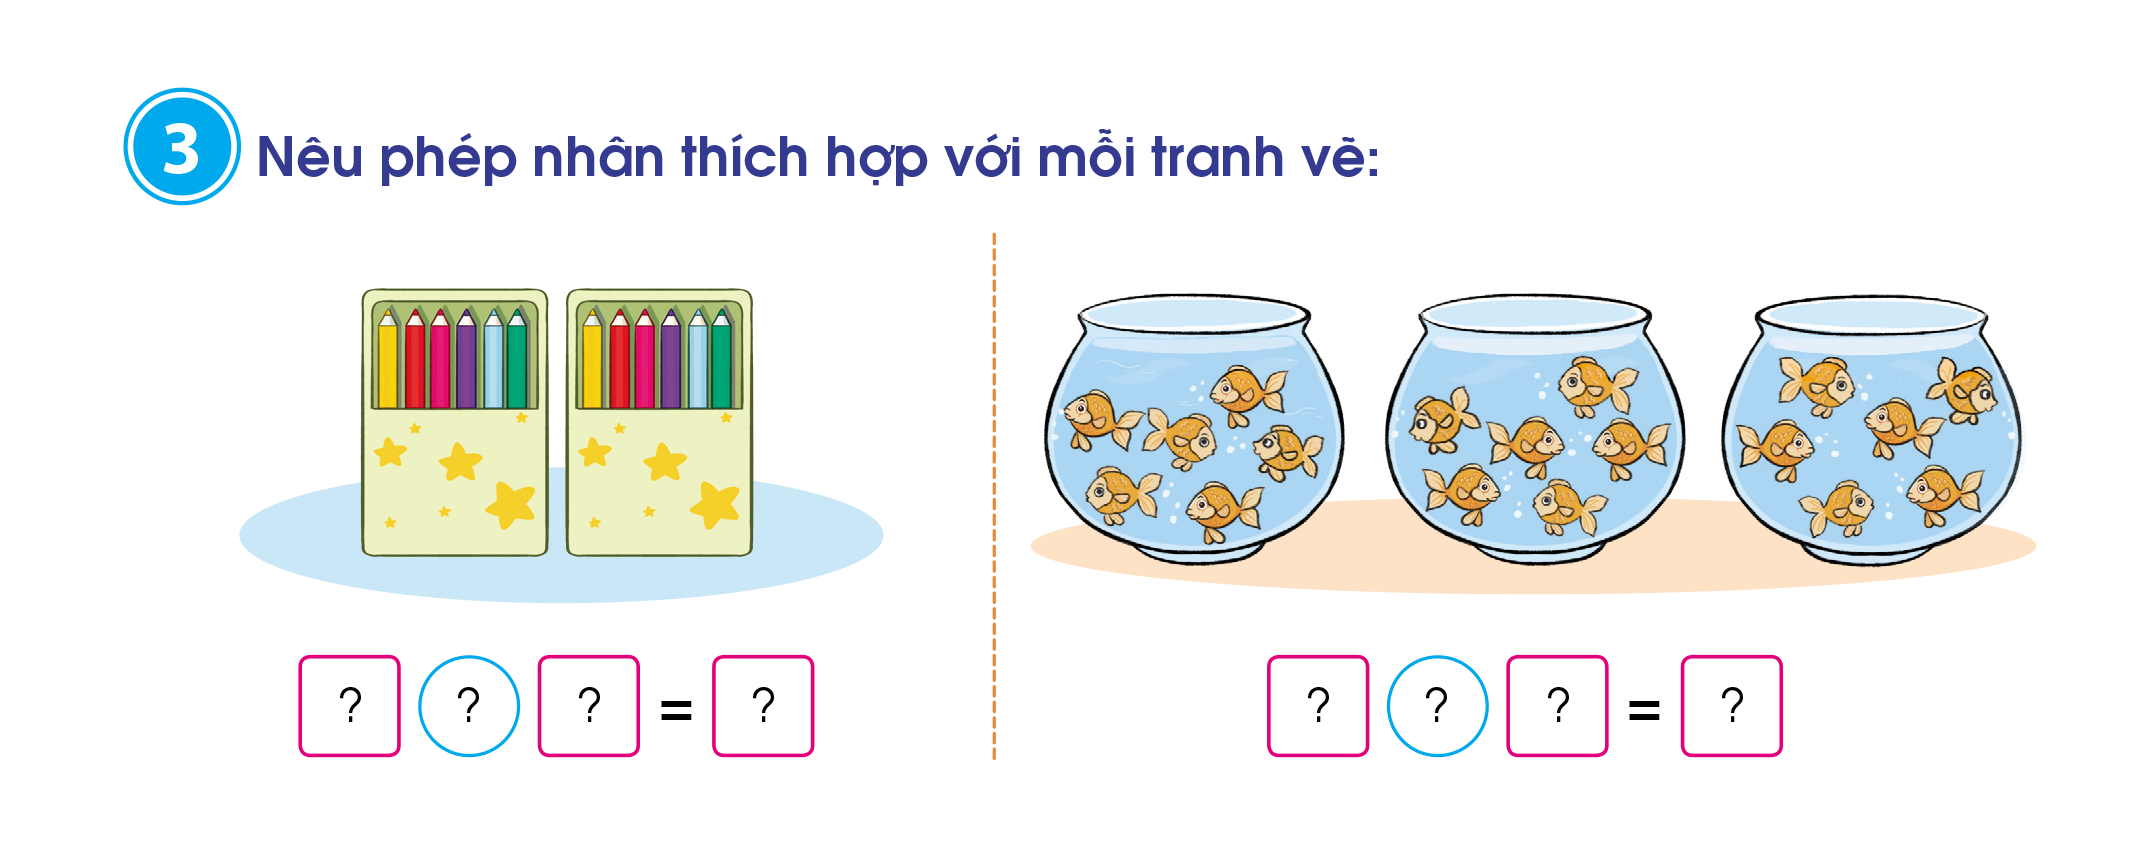 3 Nêu phép nhân thích hợp với mỗi tranh vẽ:
? ? ? = ?
? ? ? = ?